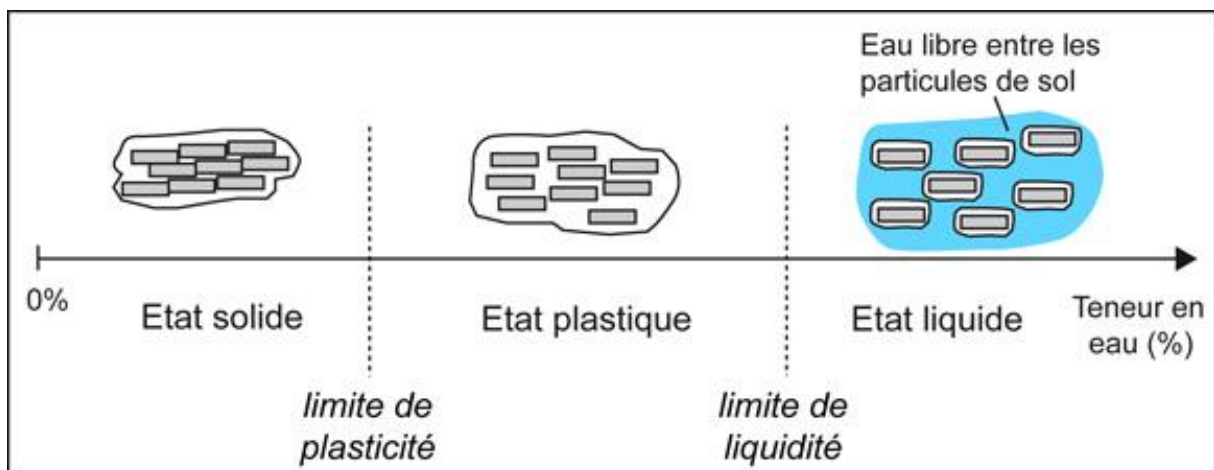 Eau libre entre les
particules de sol
0%
Etat solide
Etat plastique
Etat liquide
Teneur en
eau (%)
limite de
plasticité
limite de
liquidité